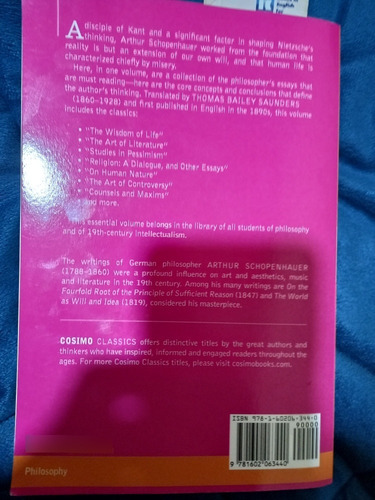 English
for
A disciple of Kant and a significant factor in shaping Nietzsche's
thinking, Arthur Schopenhauer worked from the foundation that
reality is but an extension of our own will, and that human life is
characterized chiefly by misery.
Here, in one volume, are a collection of the philosopher's essays that
are must reading—here are the core concepts and conclusions that define
the author's thinking. Translated by THOMAS BAILEY SAUNDERS
(1860–1928) and first published in English in the 1890s, this volume
includes the classics:
• "The Wisdom of Life"
• "The Art of Literature"
• "Studies in Pessimism"
• "Religion: A Dialogue, and Other Essays"
• "On Human Nature"
• "The Art of Controversy"
• "Counsels and Maxims"
• and more.
This essential volume belongs in the library of all students of philosophy
and of 19th-century intellectualism.
The writings of German philosopher ARTHUR SCHOPENHAUER
(1788–1860) were a profound influence on art and aesthetics, music
and literature in the 19th century. Among his many writings are On the
Fourfold Root of the Principle of Sufficient Reason (1847) and The World
as Will and Idea (1819), considered his masterpiece.
COSIMO CLASSICS offers distinctive titles by the great authors and
thinkers who have inspired, informed and engaged readers throughout the
ages. For more Cosimo Classics titles, please visit cosimobooks.com.
ISBN 978-1-60206-344-0
90000
9 781602 063440
Philosophy